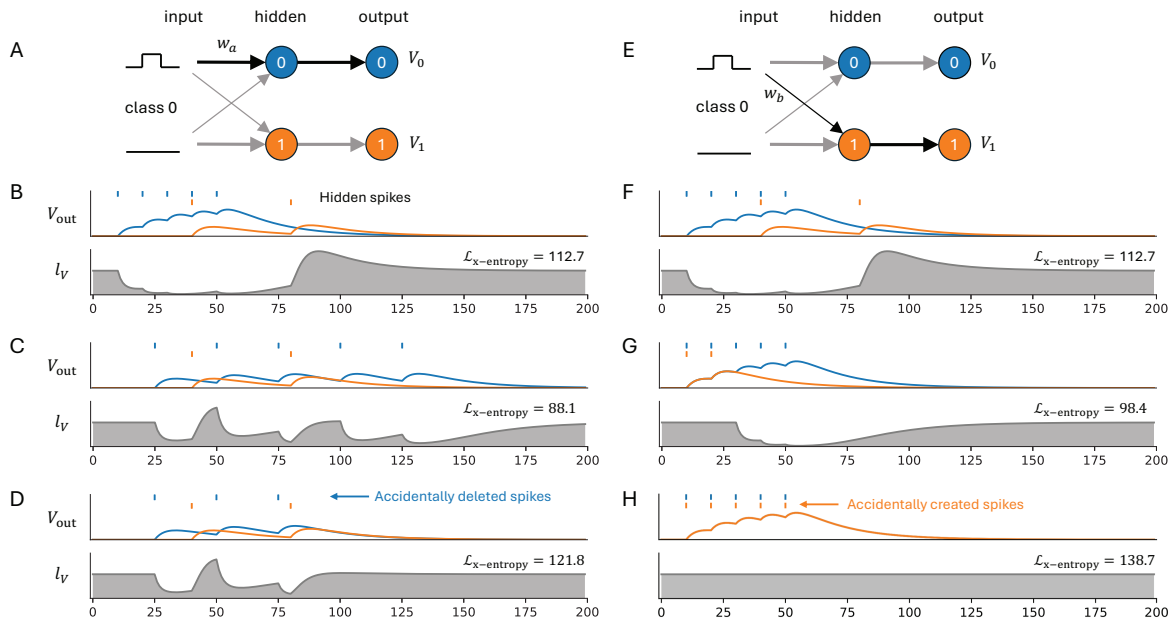 input hidden output
A
w_a
0 0 V_0
class 0
1 1 V_1
B
Hidden spikes
V_out
l_V
ℒ_x−entropy = 112.7
0 25 50 75 100 125 150 175 200
C
V_out
l_V
ℒ_x−entropy = 88.1
0 25 50 75 100 125 150 175 200
D
Accidentally deleted spikes
V_out
l_V
ℒ_x−entropy = 121.8
0 25 50 75 100 125 150 175 200
input hidden output
E
0 0 V_0
w_b
class 0
1 1 V_1
F
V_out
l_V
ℒ_x−entropy = 112.7
0 25 50 75 100 125 150 175 200
G
V_out
l_V
ℒ_x−entropy = 98.4
0 25 50 75 100 125 150 175 200
H
Accidentally created spikes
V_out
l_V
ℒ_x−entropy = 138.7
0 25 50 75 100 125 150 175 200